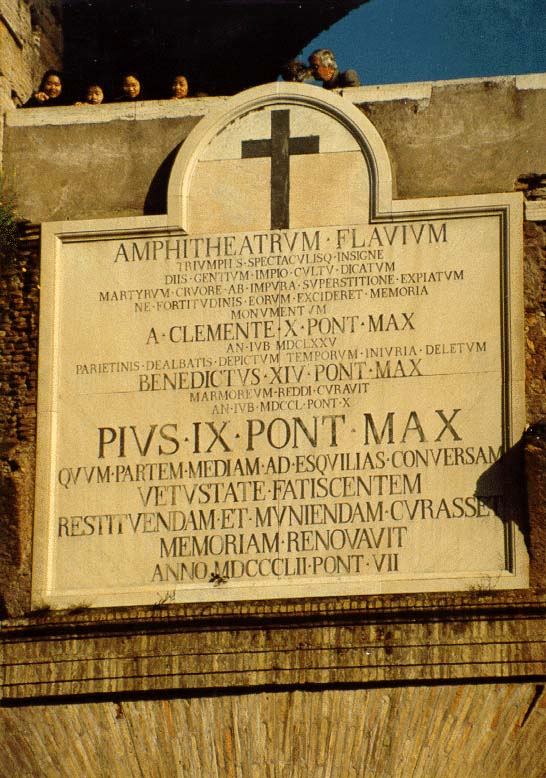 AMPHITHEATRVM · FLAVIVM
TRIVMPHIS · SPECTACVLISQ · INSIGNE
DIIS · GENTIVM · IMPIO · CVLTV · DICATVM
MARTYRVM · CRVORE · AB · IMPVRA · SVPERSTITIONE · EXPIATVM
NE · FORTITVDINIS · EORVM · EXCIDERET · MEMORIA
MONVMENTVM
A · CLEMENTE · X · PONT · MAX
AN · IVB · MDCLXXV
PARIETINIS · DEALBATIS · DEPICTVM · TEMPORVM · INIVRIA · DELETVM
BENEDICTVS · XIV · PONT · MAX
MARMOREVM · REDDI · CVRAVIT
AN · IVB · MDCCL · PONT · X
PIVS · IX · PONT · MAX
QVVM · PARTEM · MEDIAM · AD · ESQVILIAS · CONVERSAM
VETVSTATE · FATISCENTEM
RESTITVENDAM · ET · MVNIENDAM · CVRASSET
MEMORIAM · RENOVAVIT
ANNO · MDCCCLII · PONT · VII